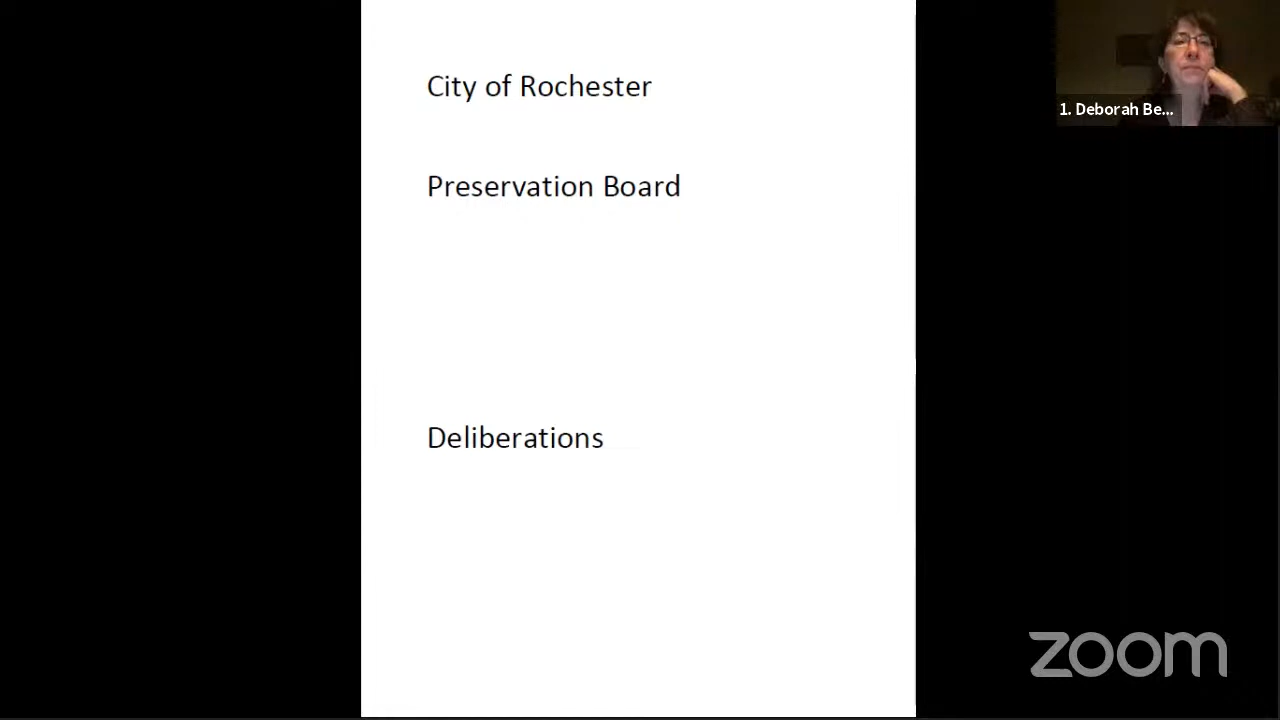 City of Rochester
Preservation Board
Deliberations
1. Deborah Be...
zoom